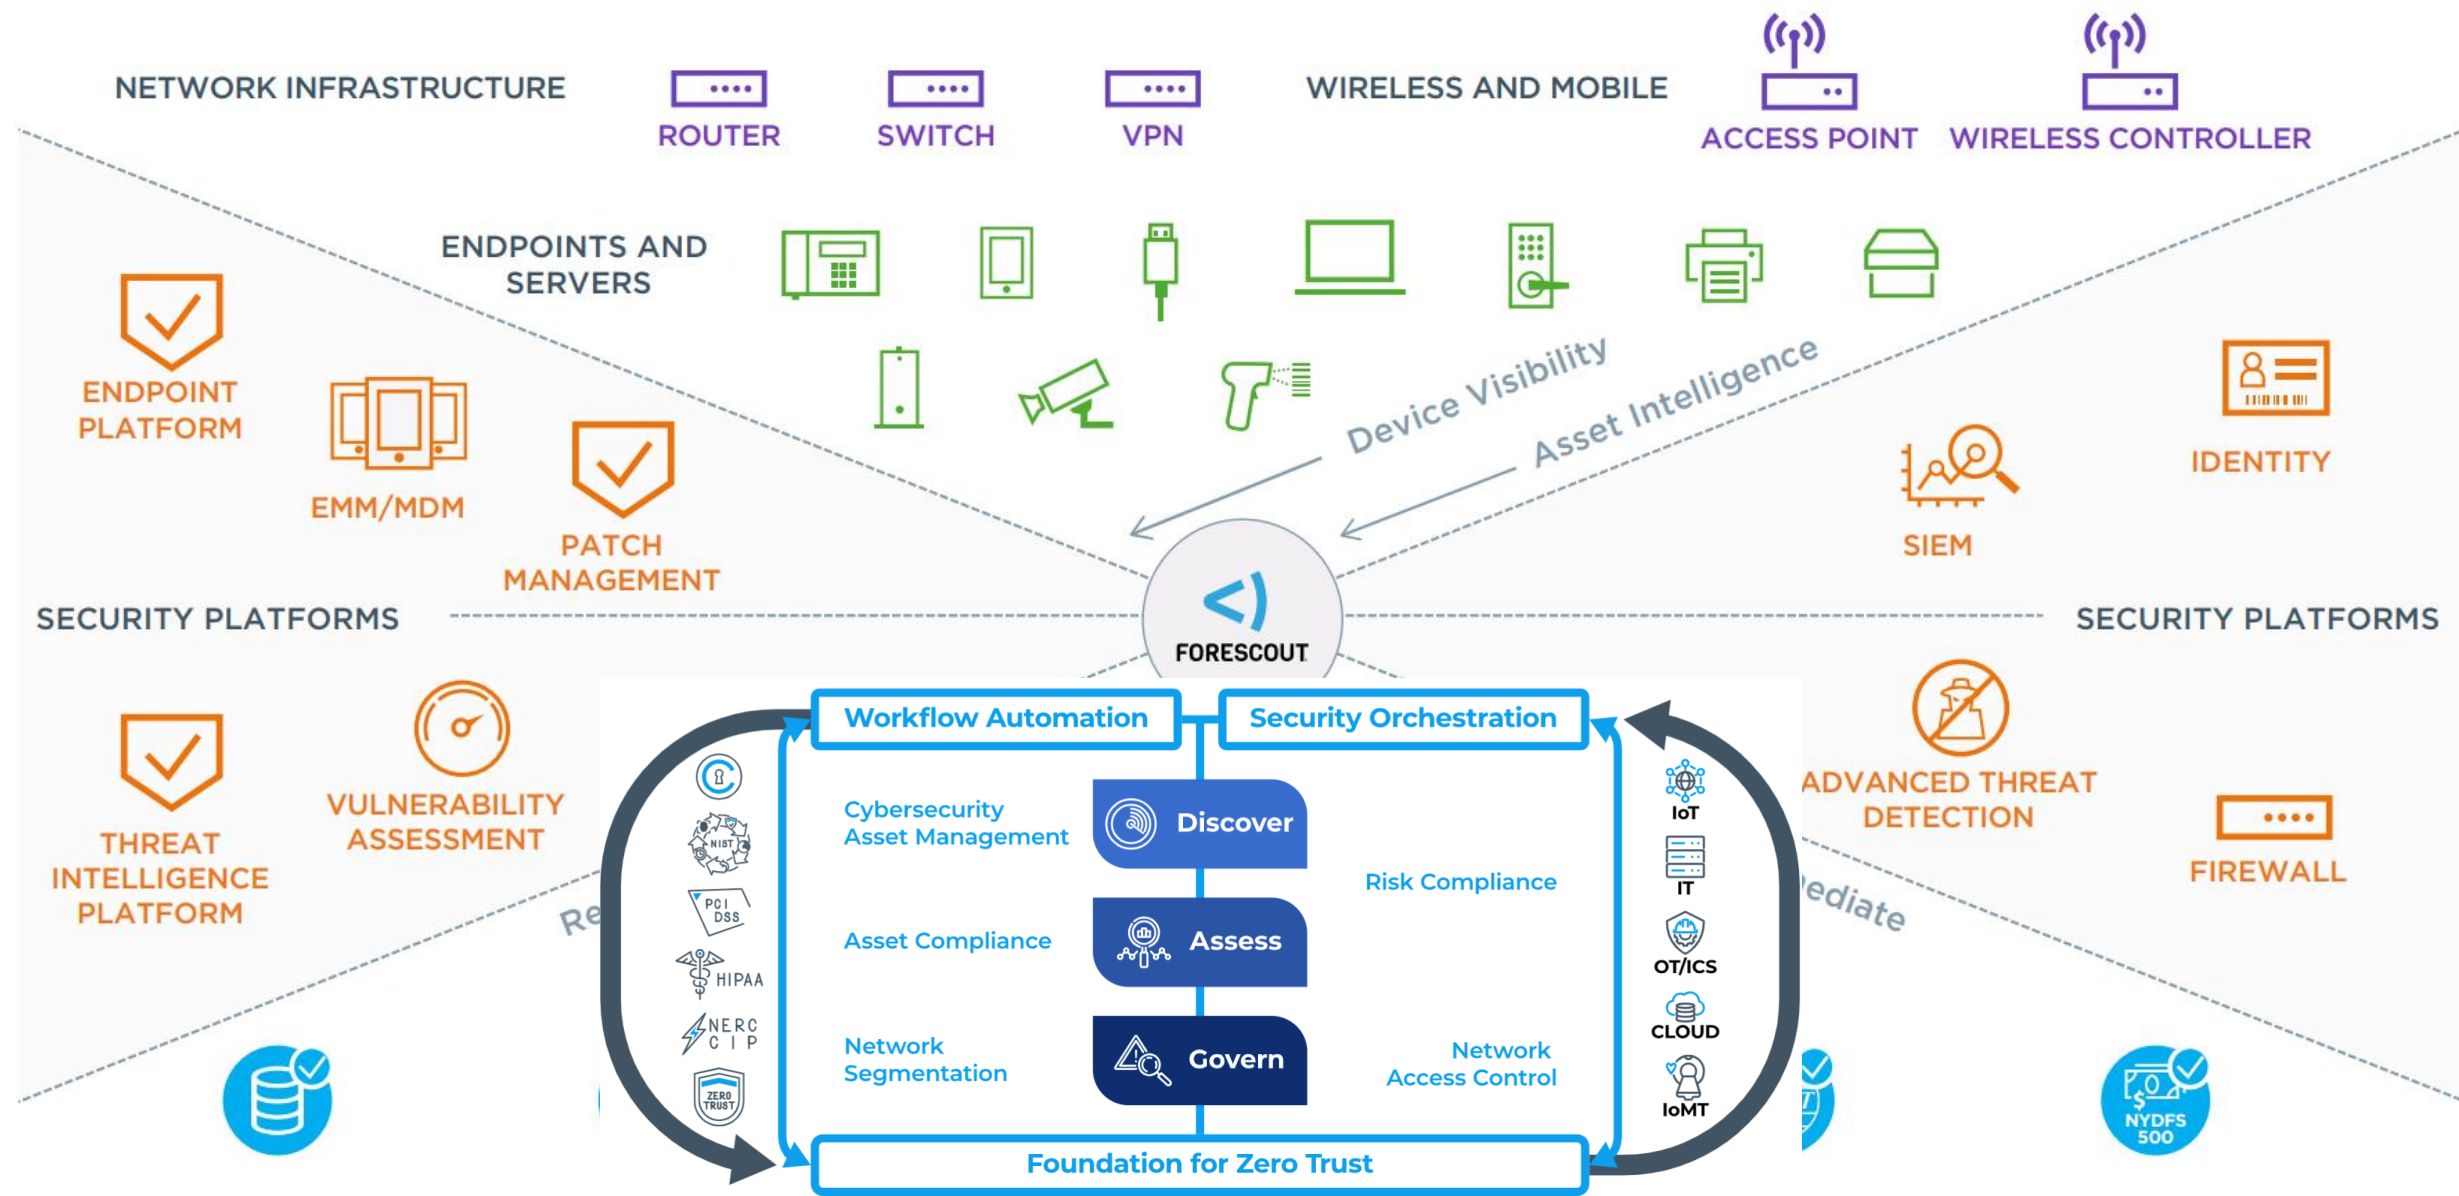 NETWORK INFRASTRUCTURE
ROUTER
SWITCH
VPN
WIRELESS AND MOBILE
ACCESS POINT
WIRELESS CONTROLLER
ENDPOINTS AND
SERVERS
Device Visibility
Asset Intelligence
ENDPOINT
PLATFORM
EMM/MDM
PATCH
MANAGEMENT
IDENTITY
SIEM
SECURITY PLATFORMS
FORESCOUT
SECURITY PLATFORMS
THREAT
INTELLIGENCE
PLATFORM
VULNERABILITY
ASSESSMENT
ADVANCED THREAT
DETECTION
FIREWALL
Workflow Automation
Security Orchestration
Cybersecurity
Asset Management
Discover
Risk Compliance
Asset Compliance
Assess
Network
Segmentation
Govern
Network
Access Control
Foundation for Zero Trust
NIST
PCI
DSS
HIPAA
NERC
CIP
ZERO
TRUST
IoT
IT
OT/ICS
CLOUD
IoMT
NYDFS
500